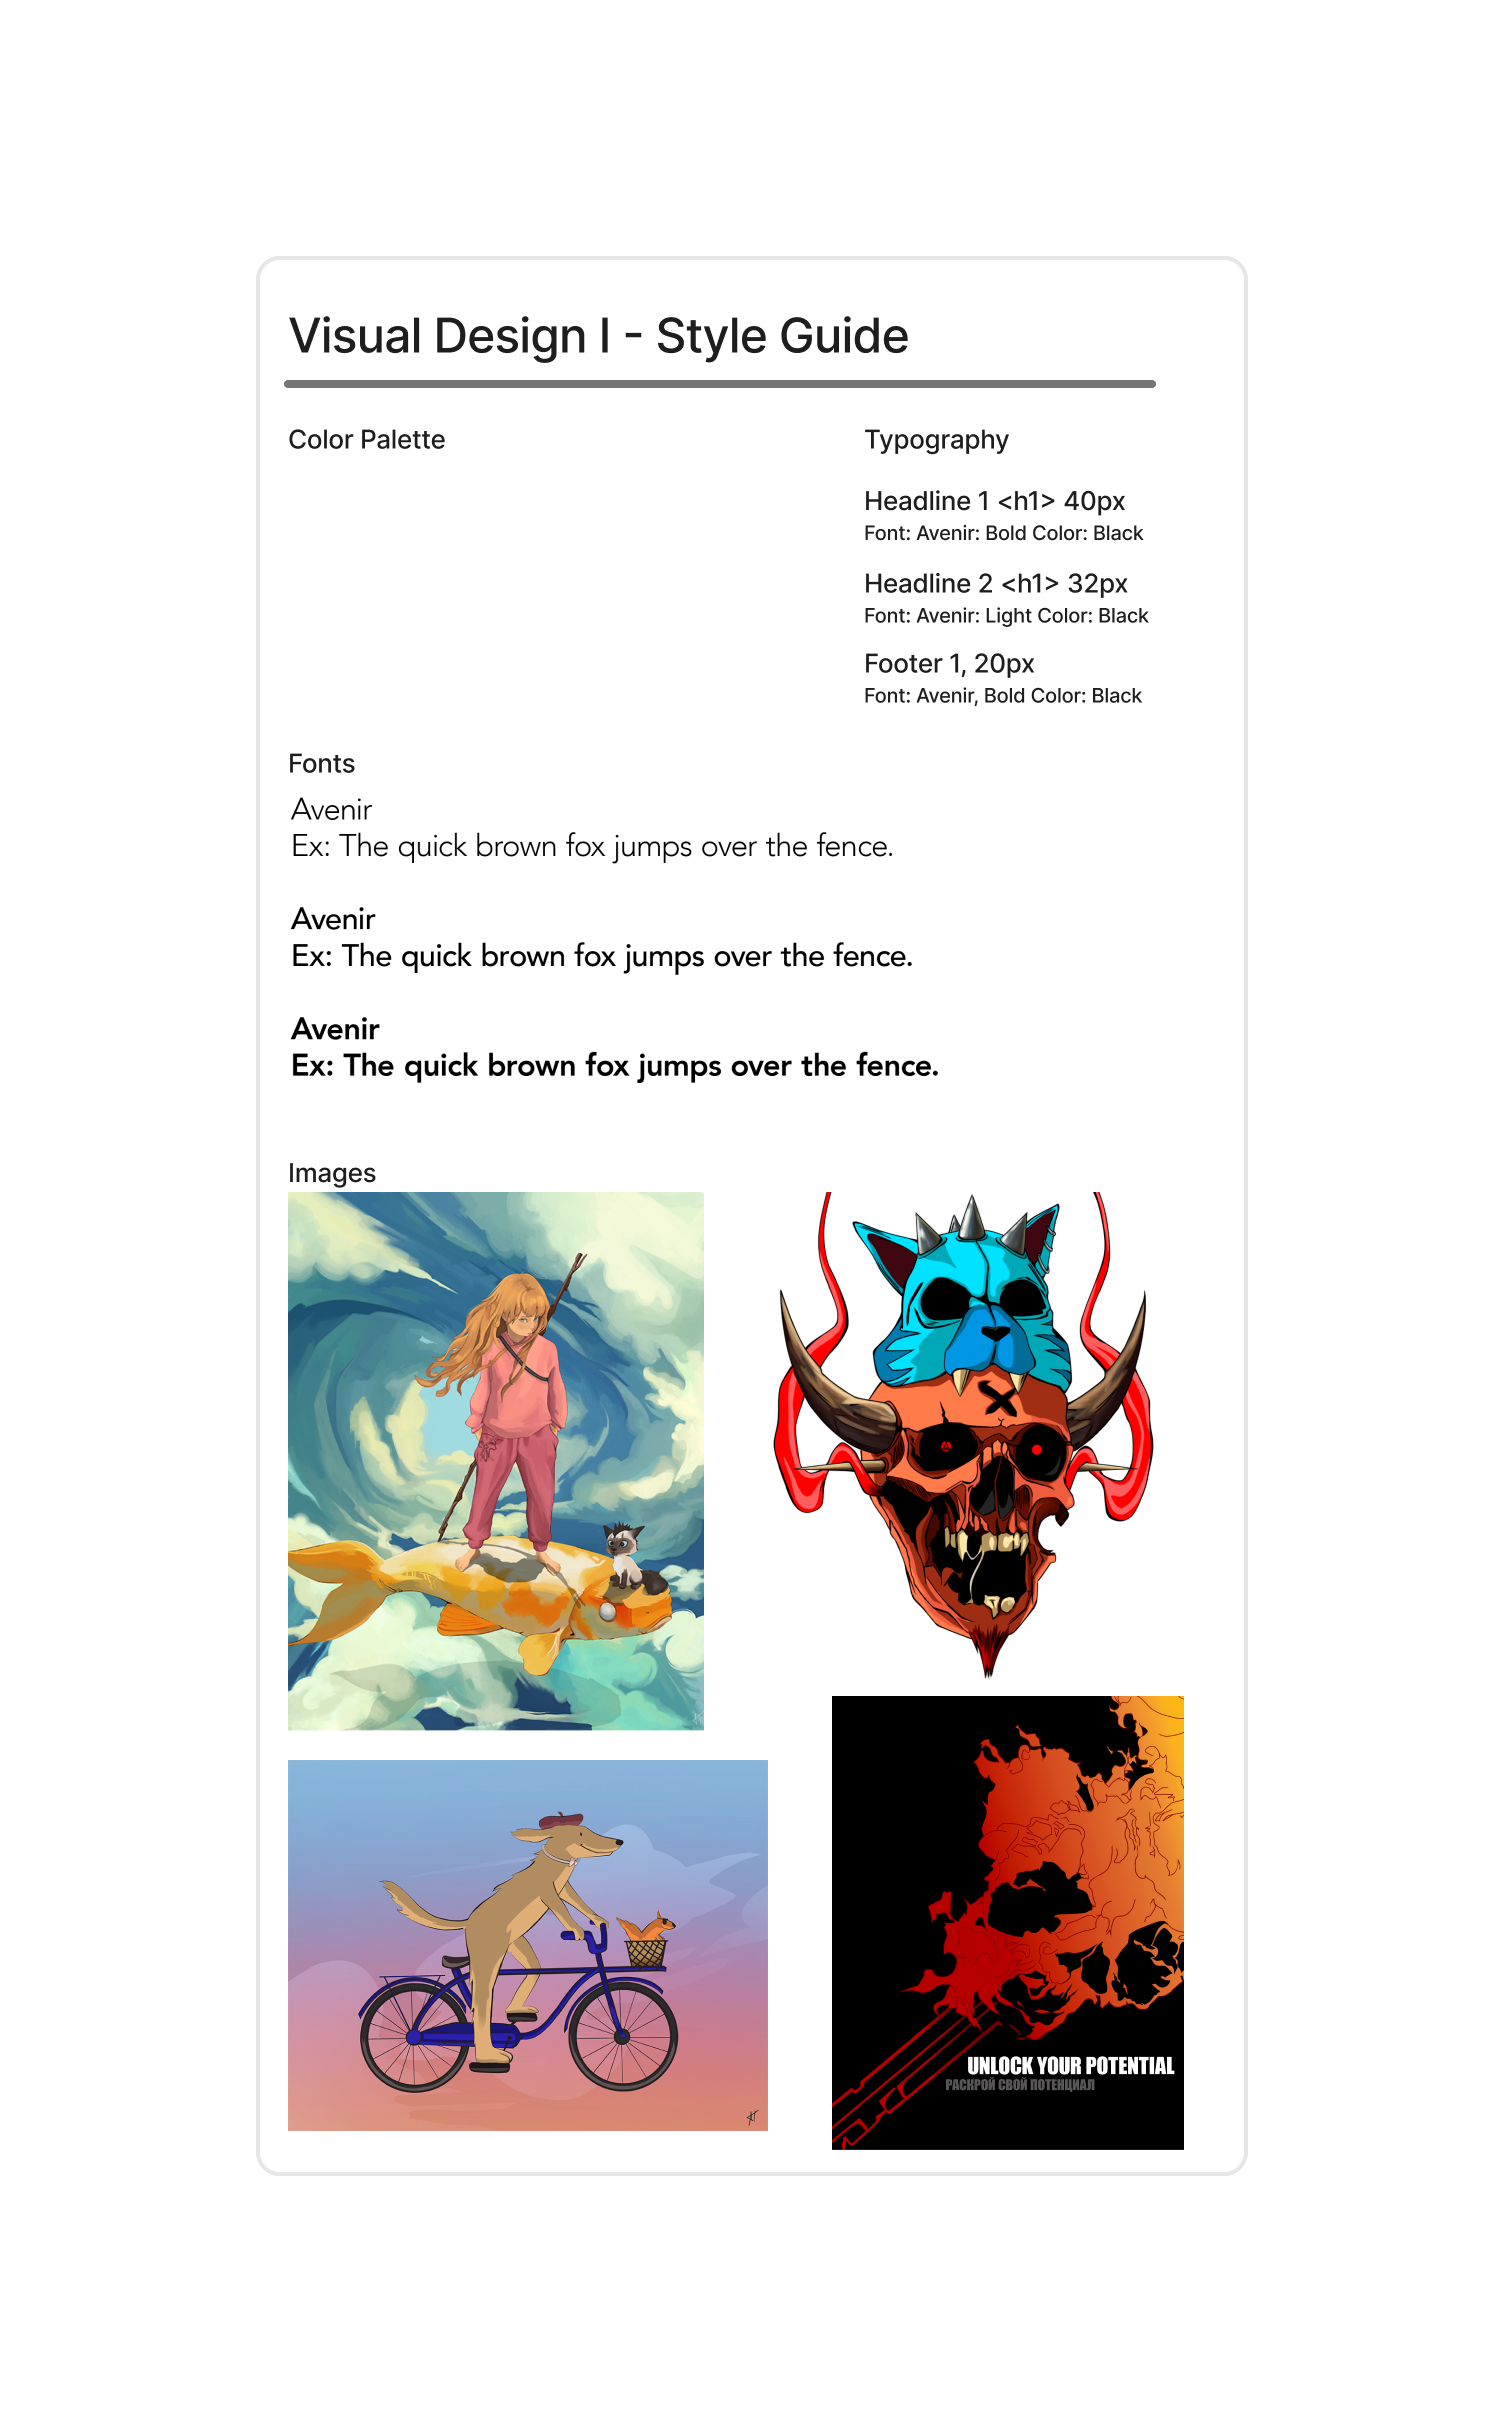 Visual Design I - Style Guide
Color Palette
Typography
Headline 1 <h1> 40px
Font: Avenir: Bold Color: Black
Headline 2 <h1> 32px
Font: Avenir: Light Color: Black
Footer 1, 20px
Font: Avenir, Bold Color: Black
Fonts
Avenir
Ex: The quick brown fox jumps over the fence.
Avenir
Ex: The quick brown fox jumps over the fence.
Avenir
Ex: The quick brown fox jumps over the fence.
Images
UNLOCK YOUR POTENTIAL
РАСКРОЙ СВОЙ ПОТЕНЦИАЛ